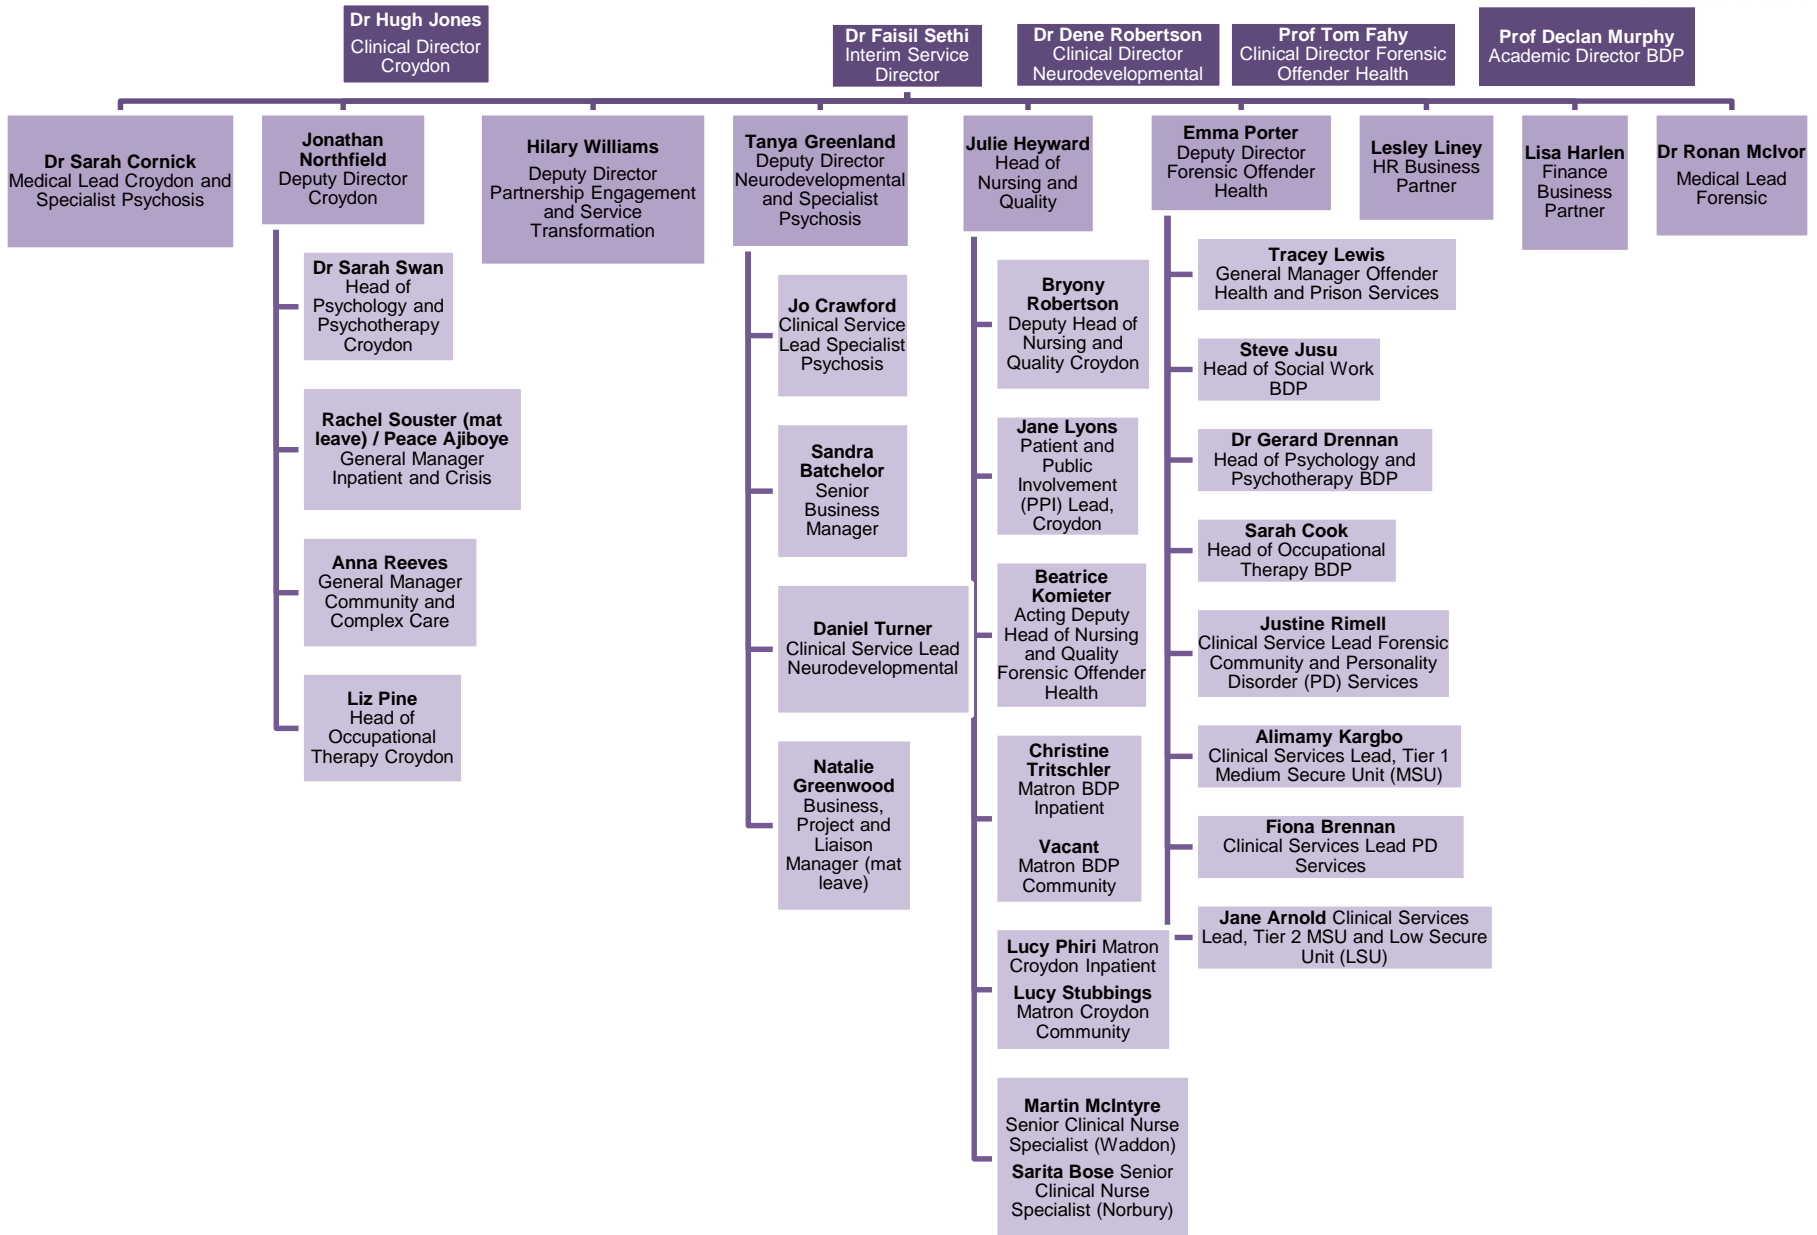 Dr Hugh Jones
Clinical Director
Croydon
Dr Faisil Sethi
Interim Service
Director
Dr Dene Robertson
Clinical Director
Neurodevelopmental
Prof Tom Fahy
Clinical Director Forensic
Offender Health
Prof Declan Murphy
Academic Director BDP
Dr Sarah Cornick
Medical Lead Croydon and
Specialist Psychosis
Jonathan
Northfield
Deputy Director
Croydon
Hilary Williams
Deputy Director
Partnership Engagement
and Service
Transformation
Tanya Greenland
Deputy Director
Neurodevelopmental
and Specialist
Psychosis
Julie Heyward
Head of
Nursing and
Quality
Emma Porter
Deputy Director
Forensic Offender
Health
Lesley Liney
HR Business
Partner
Lisa Harlen
Finance
Business
Partner
Dr Ronan McIvor
Medical Lead
Forensic
Dr Sarah Swan
Head of
Psychology and
Psychotherapy
Croydon
Rachel Souster (mat
leave) / Peace Ajiboye
General Manager
Inpatient and Crisis
Anna Reeves
General Manager
Community and
Complex Care
Liz Pine
Head of
Occupational
Therapy Croydon
Jo Crawford
Clinical Service
Lead Specialist
Psychosis
Sandra
Batchelor
Senior
Business
Manager
Daniel Turner
Clinical Service Lead
Neurodevelopmental
Natalie
Greenwood
Business,
Project and
Liaison
Manager (mat
leave)
Bryony
Robertson
Deputy Head of
Nursing and
Quality Croydon
Jane Lyons
Patient and
Public
Involvement
(PPI) Lead,
Croydon
Beatrice
Komieter
Acting Deputy
Head of Nursing
and Quality
Forensic Offender
Health
Christine
Tritschler
Matron BDP
Inpatient
Vacant
Matron BDP
Community
Lucy Phiri Matron
Croydon Inpatient
Lucy Stubbings
Matron Croydon
Community
Martin McIntyre
Senior Clinical Nurse
Specialist (Waddon)
Sarita Bose Senior
Clinical Nurse
Specialist (Norbury)
Tracey Lewis
General Manager Offender
Health and Prison Services
Steve Jusu
Head of Social Work
BDP
Dr Gerard Drennan
Head of Psychology and
Psychotherapy BDP
Sarah Cook
Head of Occupational
Therapy BDP
Justine Rimell
Clinical Service Lead Forensic
Community and Personality
Disorder (PD) Services
Alimamy Kargbo
Clinical Services Lead, Tier 1
Medium Secure Unit (MSU)
Fiona Brennan
Clinical Services Lead PD
Services
Jane Arnold Clinical Services
Lead, Tier 2 MSU and Low Secure
Unit (LSU)